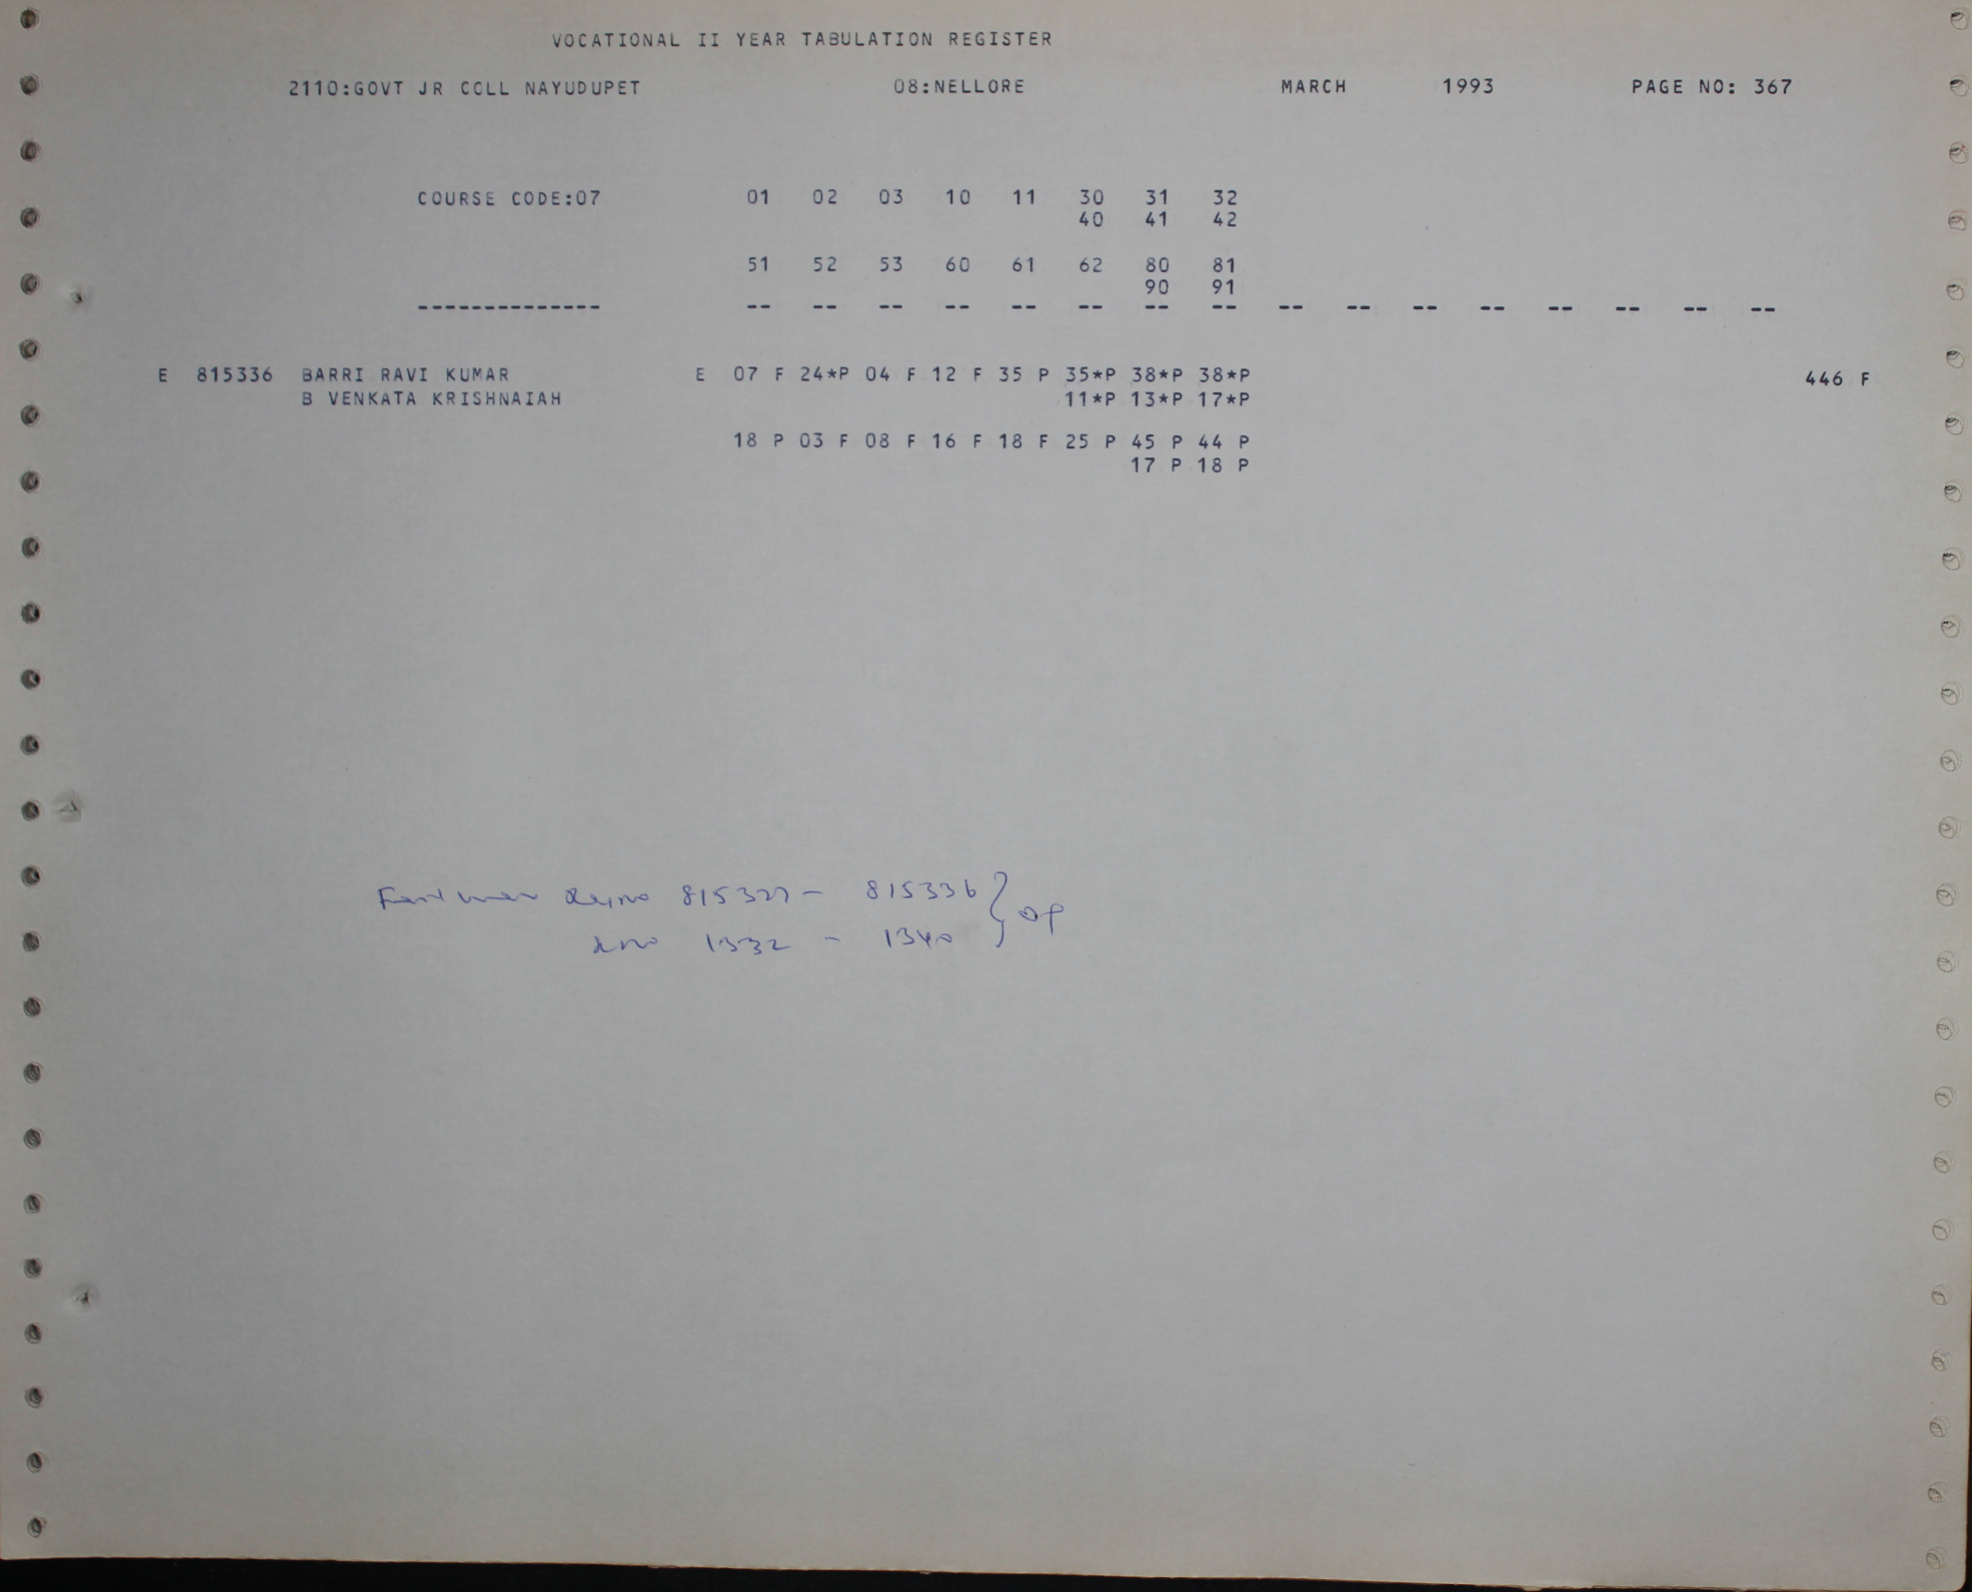 VOCATIONAL II YEAR TABULATION REGISTER
2110:GOVT JR COLL NAYUDUPET 08:NELLORE MARCH 1993 PAGE NO: 367
COURSE CODE:07 01 02 03 10 11 30 31 32
40 41 42
51 52 53 60 61 62 80 81
90 91
-------------- -- -- -- -- -- -- -- -- -- -- -- -- -- -- -- --
E 815336 BARRI RAVI KUMAR E 07 F 24*P 04 F 12 F 35 P 35*P 38*P 38*P 446 F
B VENKATA KRISHNAIAH 11*P 13*P 17*P
18 P 03 F 08 F 16 F 18 F 25 P 45 P 44 P
17 P 18 P
815327 - 815336
1332 - 1340